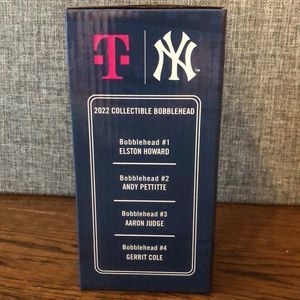 T NY
2022 COLLECTIBLE BOBBLEHEAD
Bobblehead #1
ELSTON HOWARD
Bobblehead #2
ANDY PETTITTE
Bobblehead #3
AARON JUDGE
Bobblehead #4
GERRIT COLE